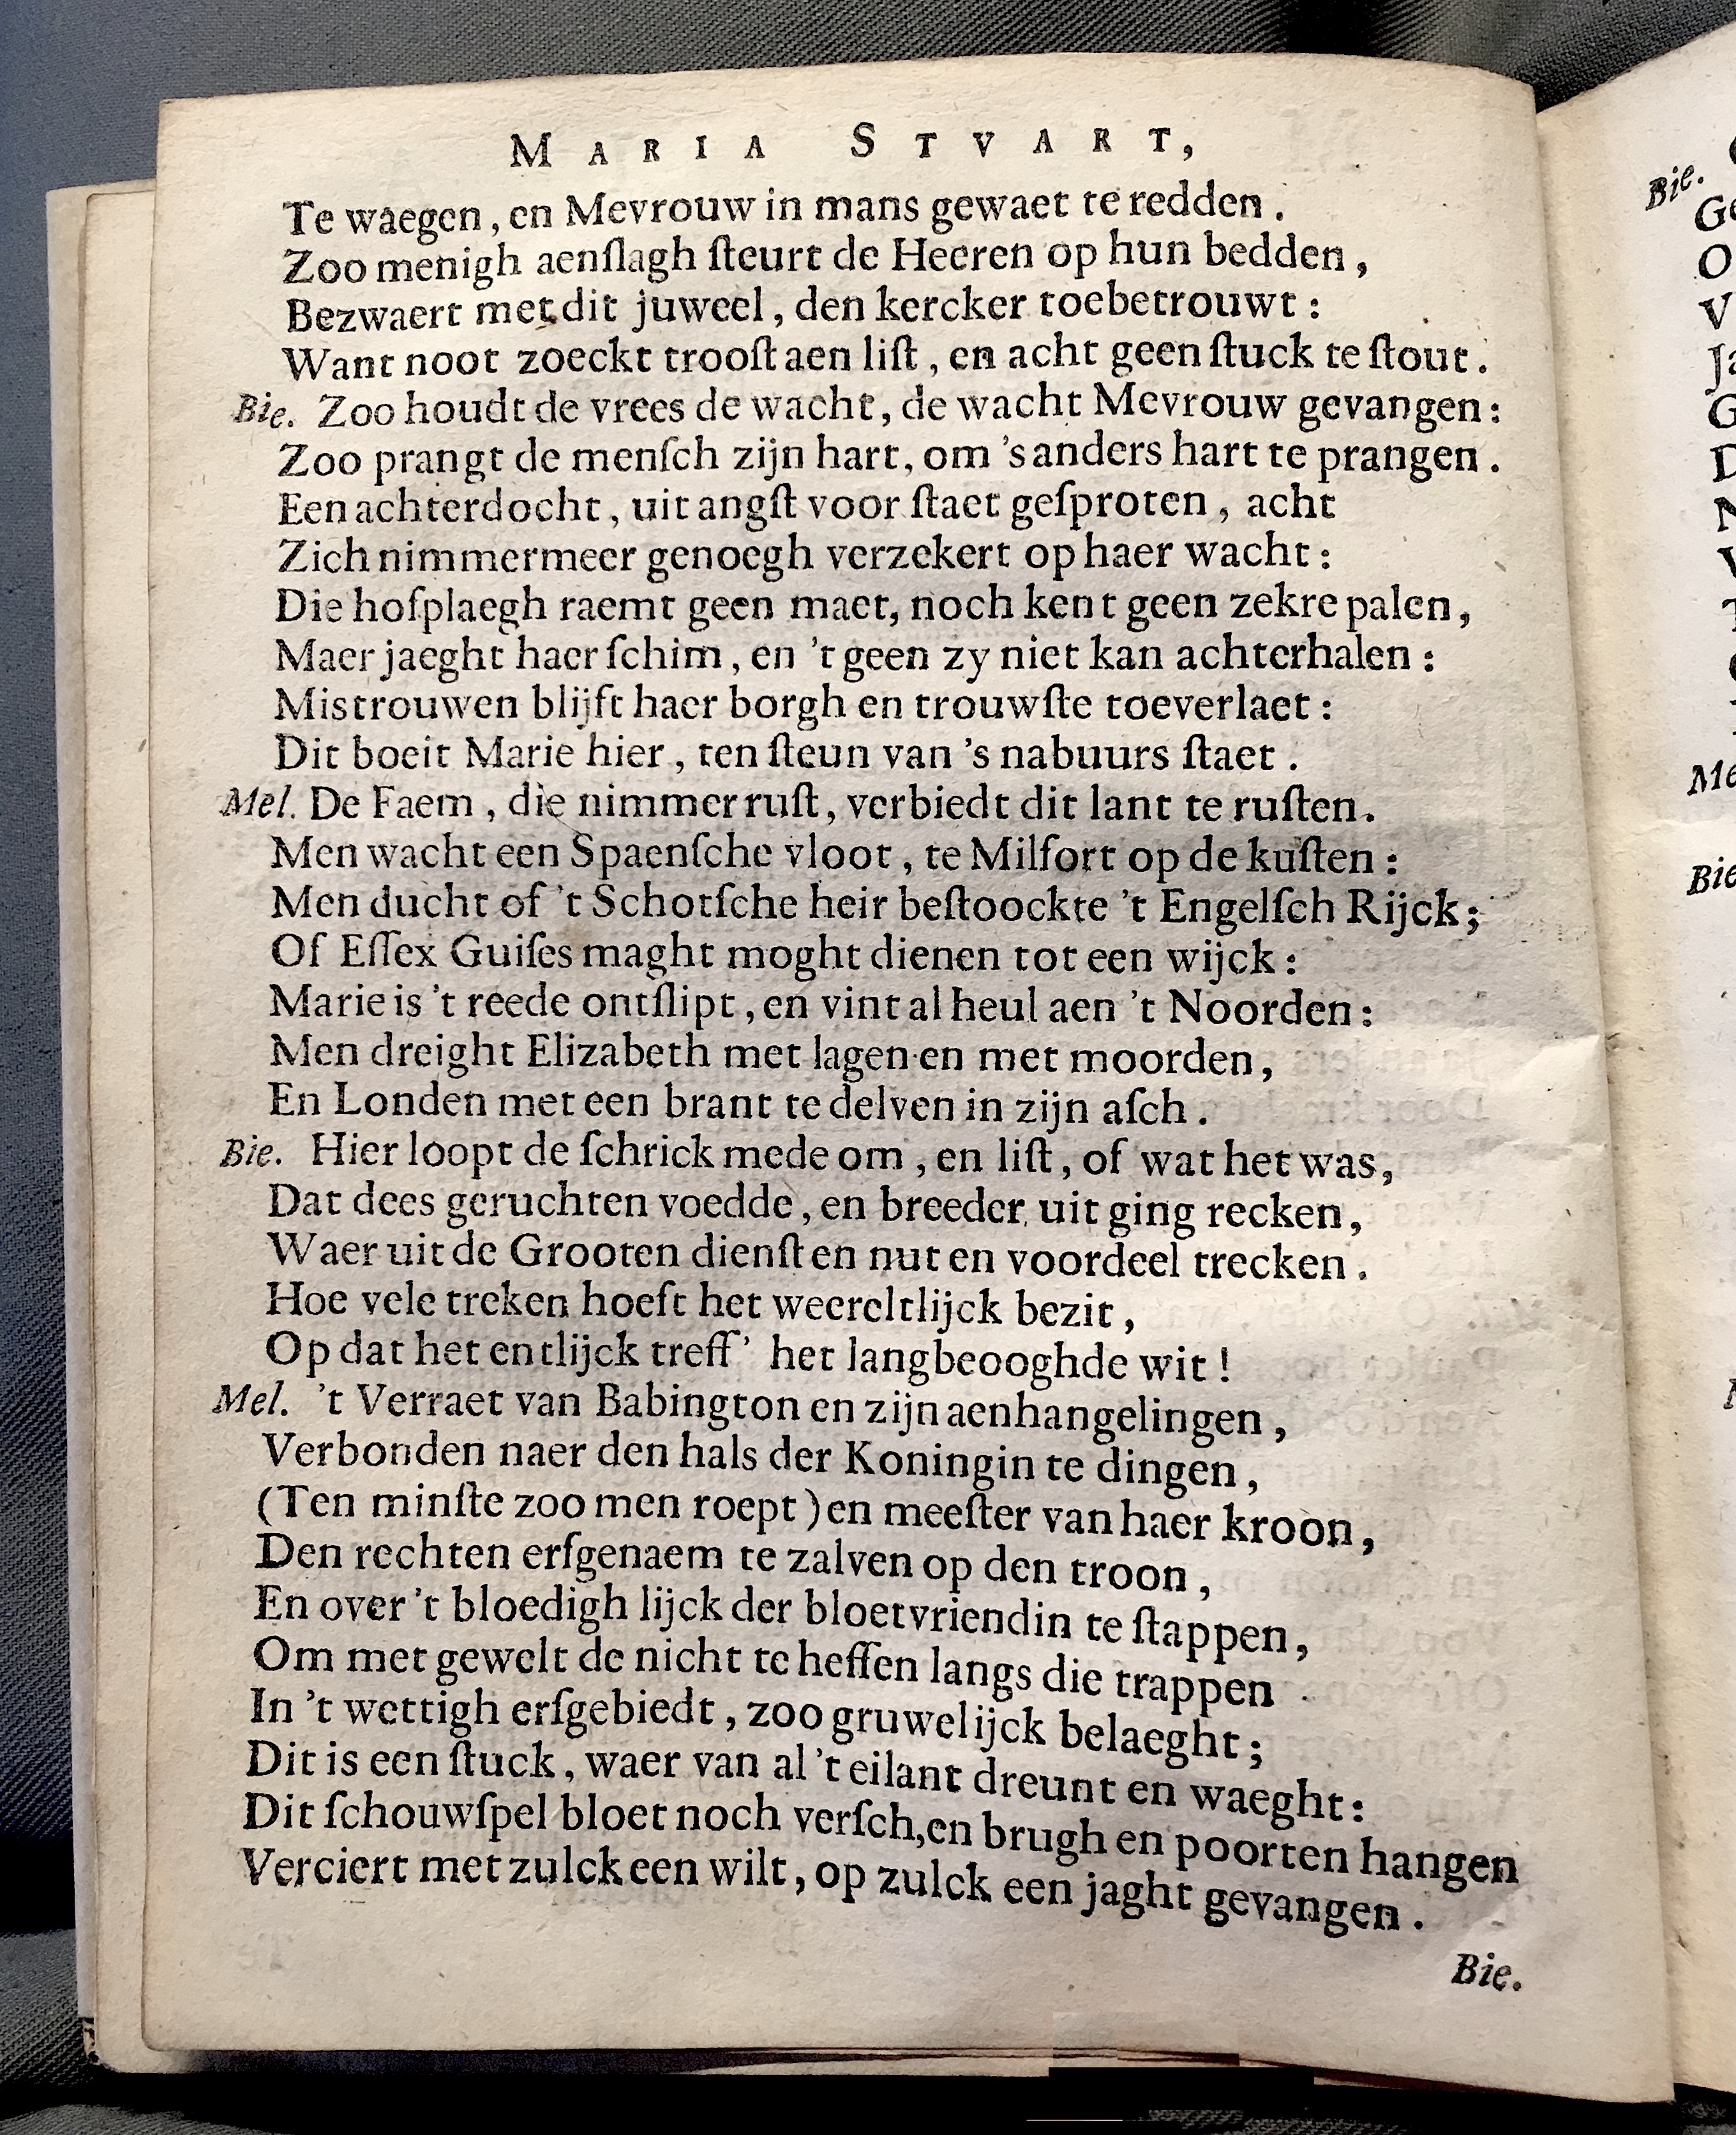 MARIA STVART,
Te waegen, en Mevrouw in mans gewaet te redden.
Zoo menigh aenſlagh ſteurt de Heeren op hun bedden,
Bezwaert met dit juweel, den kercker toebetrouwt:
Want noot zoeckt trooſt aen liſt, en acht geen ſtuck te ſtout.
Bie. Zoo houdt de vrees de wacht, de wacht Mevrouw gevangen:
Zoo prangt de menſch zijn hart, om 's anders hart te prangen.
Een achterdocht, uit angſt voor ſtaet geſproten, acht
Zich nimmermeer genoegh verzekert op haer wacht:
Die hofplaegh raemt geen maet, noch kent geen zekre palen,
Maer jaeght haer ſchim, en 't geen zy niet kan achterhalen:
Mistrouwen blijft haer borgh en trouwſte toeverlaet:
Dit boeit Marie hier, ten ſteun van 's nabuurs ſtaet.
Mel. De Faem, die nimmer ruſt, verbiedt dit lant te ruſten.
Men wacht een Spaenſche vloot, te Milfort op de kuſten:
Men ducht of 't Schotſche heir beſtoockte 't Engelſch Rijck;
Of Eſſex Guiſes maght moght dienen tot een wijck:
Marie is 't reede ontſlipt, en vint al heul aen 't Noorden:
Men dreight Elizabeth met lagen en met moorden,
En Londen met een brant te delven in zijn aſch.
Bie. Hier loopt de ſchrick mede om, en liſt, of wat het was,
Dat dees geruchten voedde, en breeder uit ging recken,
Waer uit de Grooten dienſt en nut en voordeel trecken.
Hoe vele treken hoeft het weereltlijck bezit,
Op dat het entlijck treff' het langbeooghde wit!
Mel. 't Verraet van Babington en zijn aenhangelingen,
Verbonden naer den hals der Koningin te dingen,
(Ten minſte zoo men roept) en meeſter van haer kroon,
Den rechten erfgenaem te zalven op den troon,
En over 't bloedigh lijck der bloetvriendin te ſtappen,
Om met gewelt de nicht te heffen langs die trappen
In 't wettigh erfgebiedt, zoo gruwelijck belaeght;
Dit is een ſtuck, waer van al 't eilant dreunt en waeght:
Dit ſchouwſpel bloet noch verſch, en brugh en poorten hangen
Verciert met zulck een wilt, op zulck een jaght gevangen.
Bie.
Bie.
Ge
O
V
Ja
G
D
N
V
T
Me
Bie